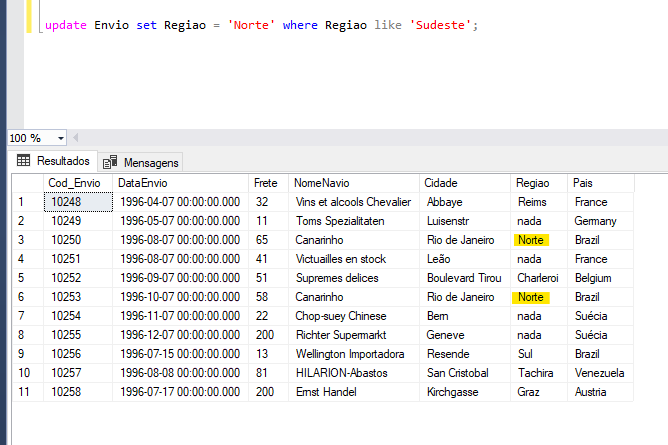 update Envio set Regiao = 'Norte' where Regiao like 'Sudeste';
100 %
Resultados Mensagens
Cod_Envio DataEnvio Frete NomeNavio Cidade Regiao Pais
1 10248 1996-04-07 00:00:00.000 32 Vins et alcools Chevalier Abbaye Reims France
2 10249 1996-05-07 00:00:00.000 11 Toms Spezialitaten Luisenstr nada Germany
3 10250 1996-08-07 00:00:00.000 65 Canarinho Rio de Janeiro Norte Brazil
4 10251 1996-08-07 00:00:00.000 41 Victuailles en stock Leão nada France
5 10252 1996-09-07 00:00:00.000 51 Supremes delices Boulevard Tirou Charleroi Belgium
6 10253 1996-10-07 00:00:00.000 58 Canarinho Rio de Janeiro Norte Brazil
7 10254 1996-11-07 00:00:00.000 22 Chop-suey Chinese Bern nada Suécia
8 10255 1996-12-07 00:00:00.000 200 Richter Supermarkt Geneve nada Suécia
9 10256 1996-07-15 00:00:00.000 13 Wellington Importadora Resende Sul Brazil
10 10257 1996-08-08 00:00:00.000 81 HILARION-Abastos San Cristobal Tachira Venezuela
11 10258 1996-07-17 00:00:00.000 200 Ernst Handel Kirchgasse Graz Austria